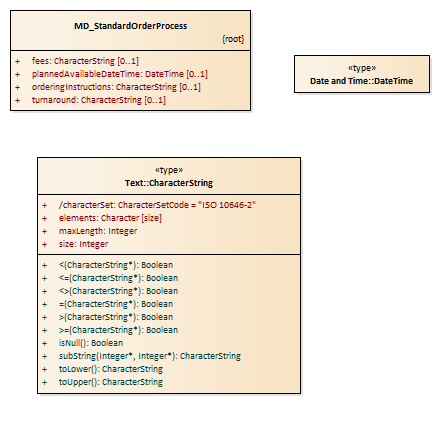 MD_StandardOrderProcess
{root}
+ fees: CharacterString [0..1]
+ plannedAvailableDateTime: DateTime [0..1]
+ orderingInstructions: CharacterString [0..1]
+ turnaround: CharacterString [0..1]
«type»
Date and Time::DateTime
«type»
Text::CharacterString
+ /characterSet: CharacterSetCode = "ISO 10646-2"
+ elements: Character [size]
+ maxLength: Integer
+ size: Integer
+ <(CharacterString*): Boolean
+ <=(CharacterString*): Boolean
+ <>(CharacterString*): Boolean
+ =(CharacterString*): Boolean
+ >(CharacterString*): Boolean
+ >=(CharacterString*): Boolean
+ isNull(): Boolean
+ subString(Integer*, Integer*): CharacterString
+ toLower(): CharacterString
+ toUpper(): CharacterString